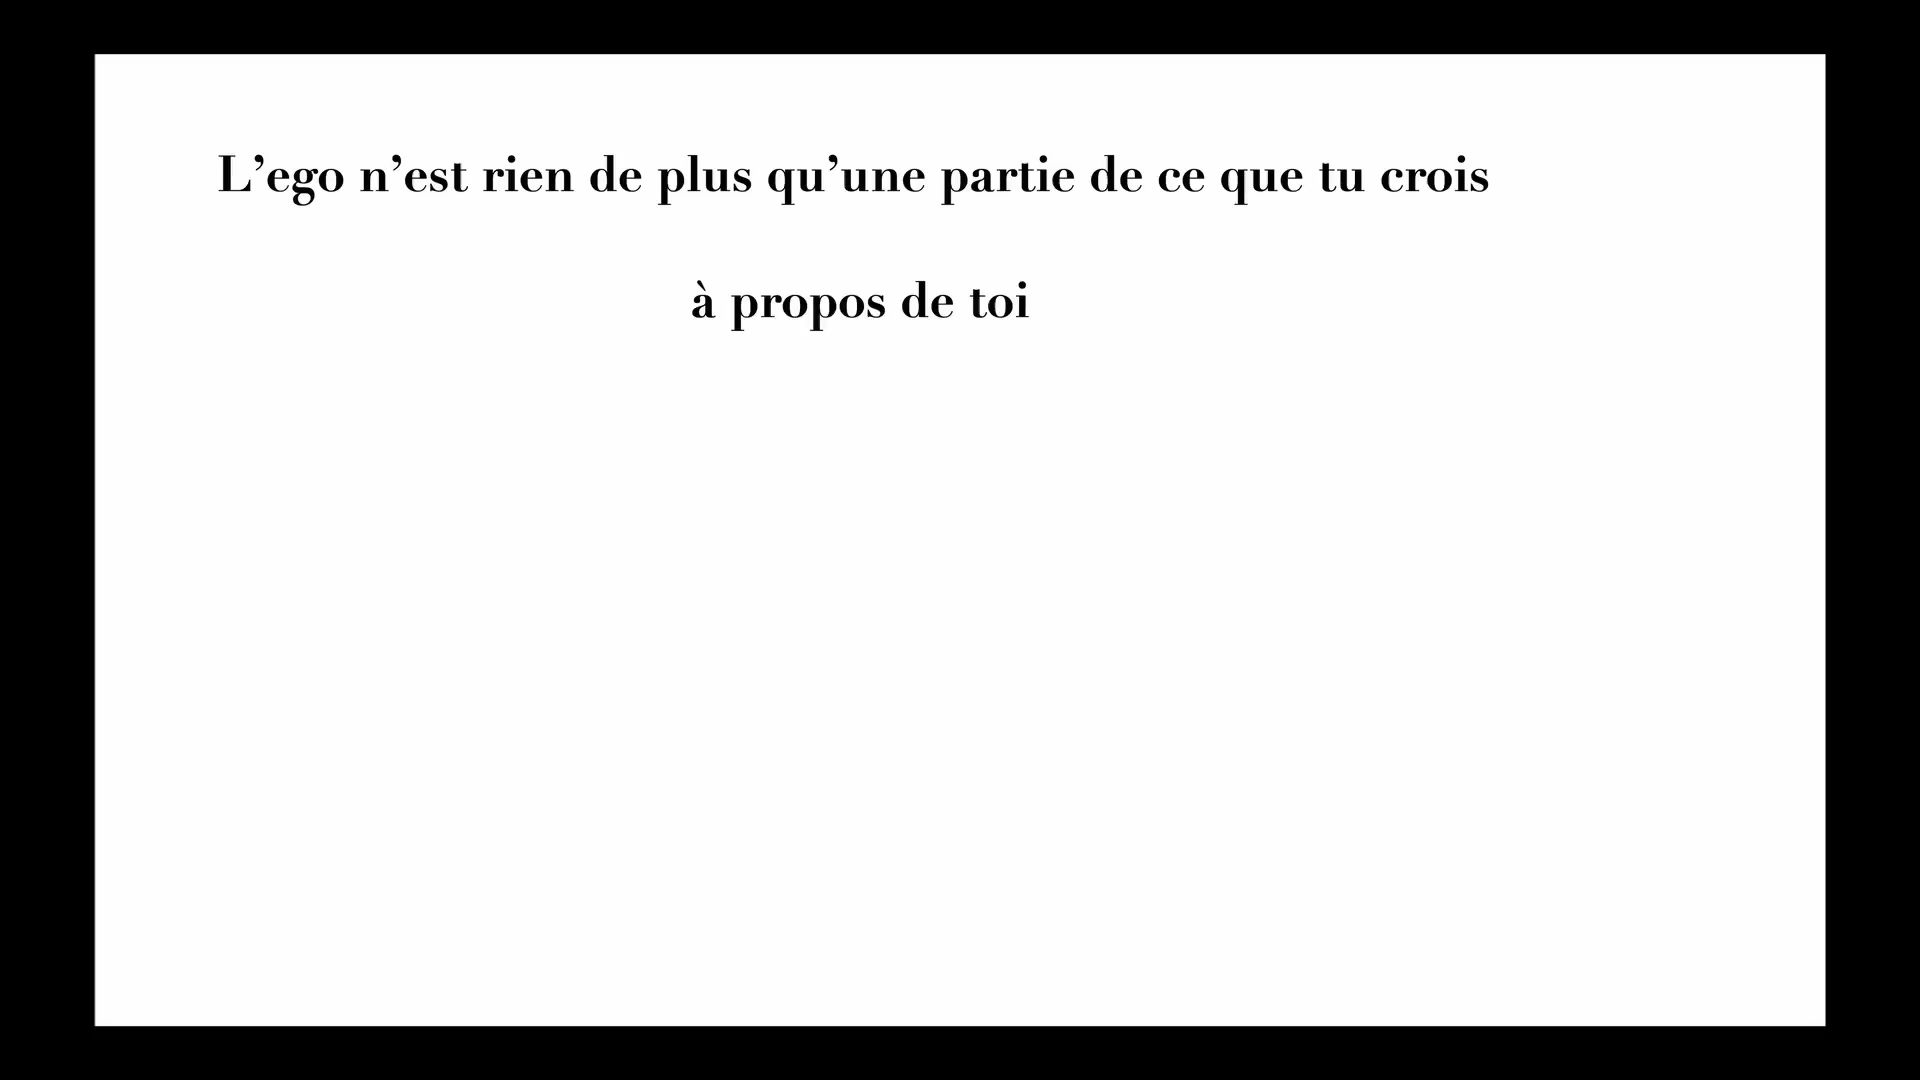 L’ego n’est rien de plus qu’une partie de ce que tu crois
à propos de toi